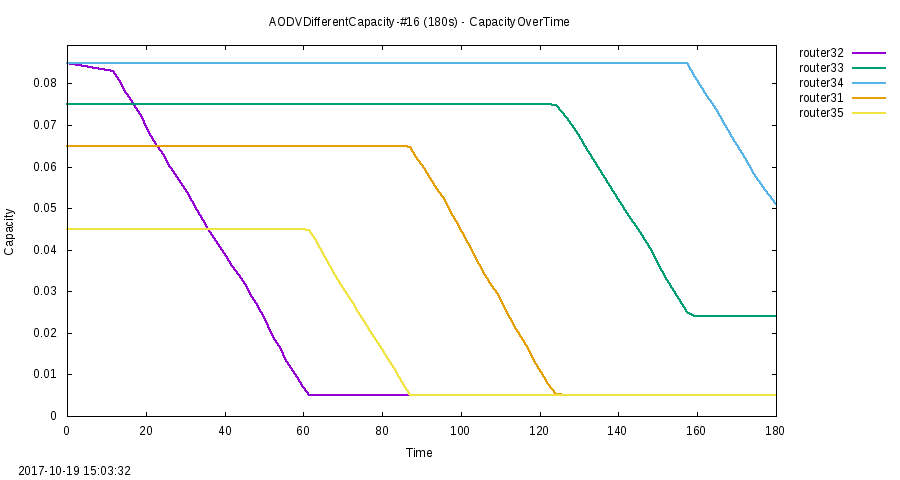 AODVDifferentCapacity-#16 (180s) - CapacityOverTime
router32
router33
router34
router31
router35
0.08
0.07
0.06
0.05
0.04
0.03
0.02
0.01
0
Capacity
0 20 40 60 80 100 120 140 160 180
Time
2017-10-19 15:03:32